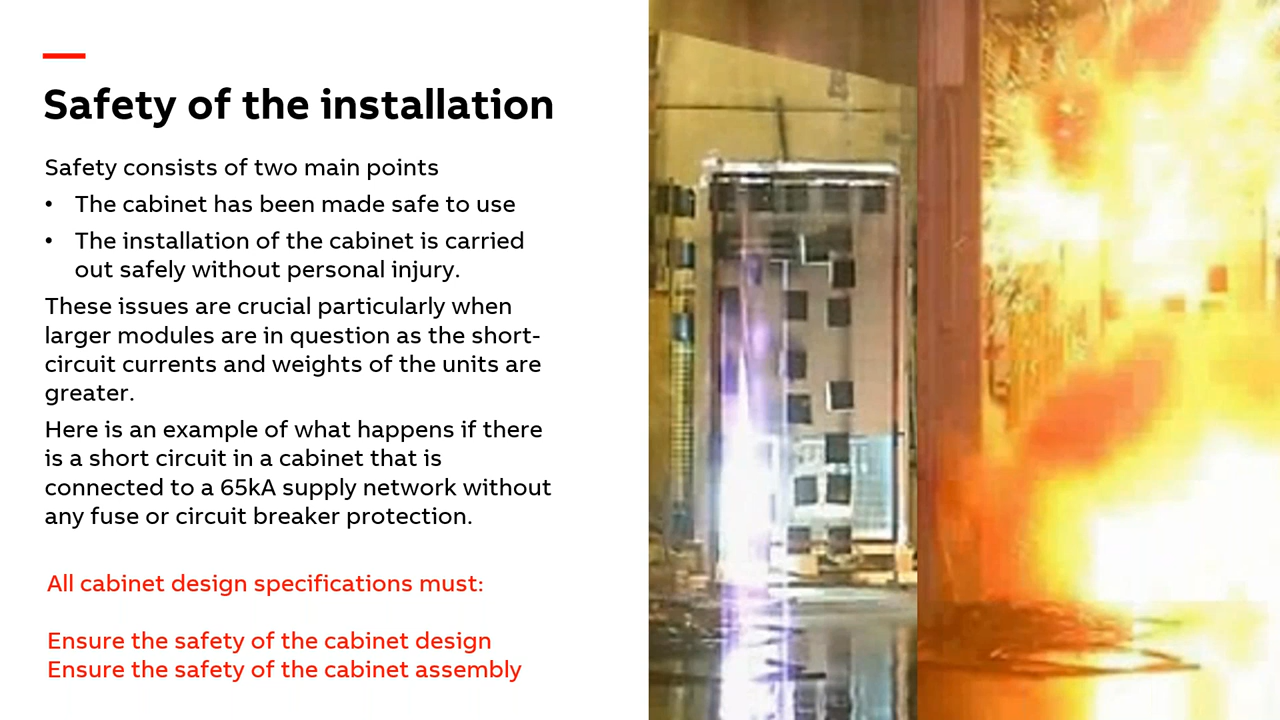 Safety of the installation
Safety consists of two main points
• The cabinet has been made safe to use
• The installation of the cabinet is carried
out safely without personal injury.
These issues are crucial particularly when
larger modules are in question as the short-
circuit currents and weights of the units are
greater.
Here is an example of what happens if there
is a short circuit in a cabinet that is
connected to a 65kA supply network without
any fuse or circuit breaker protection.
All cabinet design specifications must:
Ensure the safety of the cabinet design
Ensure the safety of the cabinet assembly